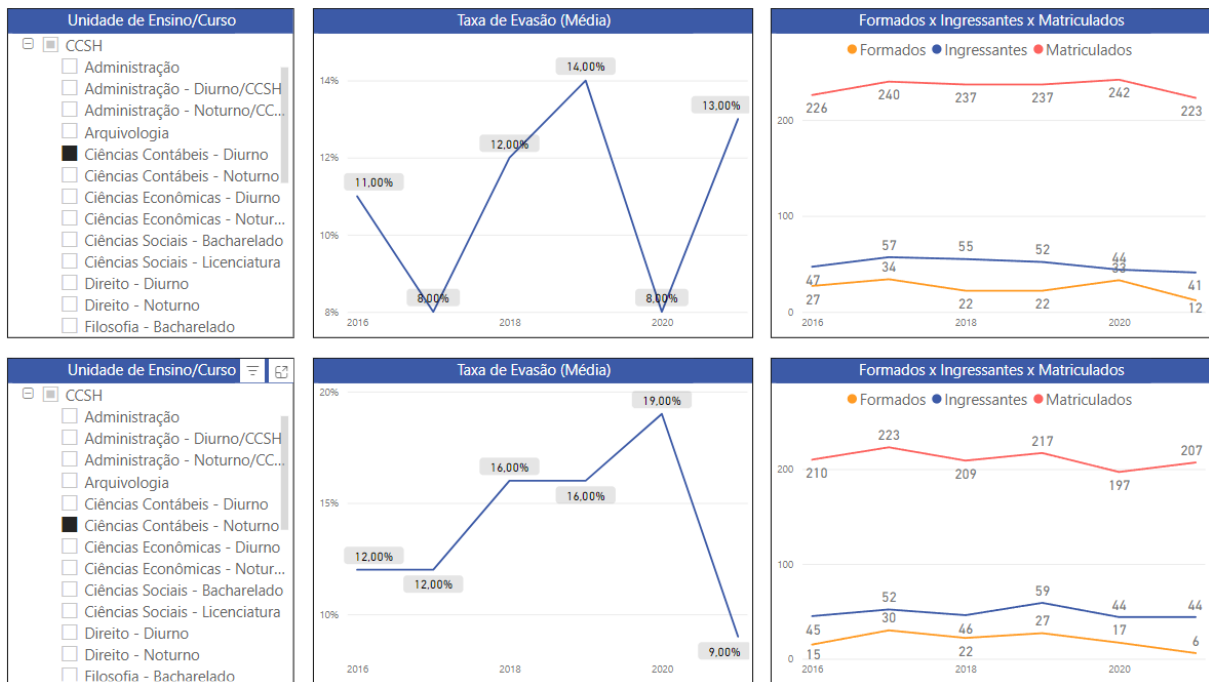 Unidade de Ensino/Curso
CCSH
Administração
Administração - Diurno/CCSH
Administração - Noturno/CC...
Arquivologia
Ciências Contábeis - Diurno
Ciências Contábeis - Noturno
Ciências Econômicas - Diurno
Ciências Econômicas - Notur...
Ciências Sociais - Bacharelado
Ciências Sociais - Licenciatura
Direito - Diurno
Direito - Noturno
Filosofia - Bacharelado
Taxa de Evasão (Média)
14,00%
14%
13,00%
12,00%
12%
11,00%
10%
8,00%
8,00%
8%
2016
2018
2020
Formados x Ingressantes x Matriculados
Formados Ingressantes Matriculados
226
240
237
237
242
223
200
100
47
57
55
52
44
41
27
34
22
22
33
12
0
2016
2018
2020
Unidade de Ensino/Curso
CCSH
Administração
Administração - Diurno/CCSH
Administração - Noturno/CC...
Arquivologia
Ciências Contábeis - Diurno
Ciências Contábeis - Noturno
Ciências Econômicas - Diurno
Ciências Econômicas - Notur...
Ciências Sociais - Bacharelado
Ciências Sociais - Licenciatura
Direito - Diurno
Direito - Noturno
Filosofia - Bacharelado
Taxa de Evasão (Média)
20%
19,00%
16,00%
16,00%
15%
12,00%
12,00%
10%
9,00%
2016
2018
2020
Formados x Ingressantes x Matriculados
Formados Ingressantes Matriculados
210
223
209
217
197
207
200
100
45
52
46
59
44
44
15
30
22
27
17
6
0
2016
2018
2020